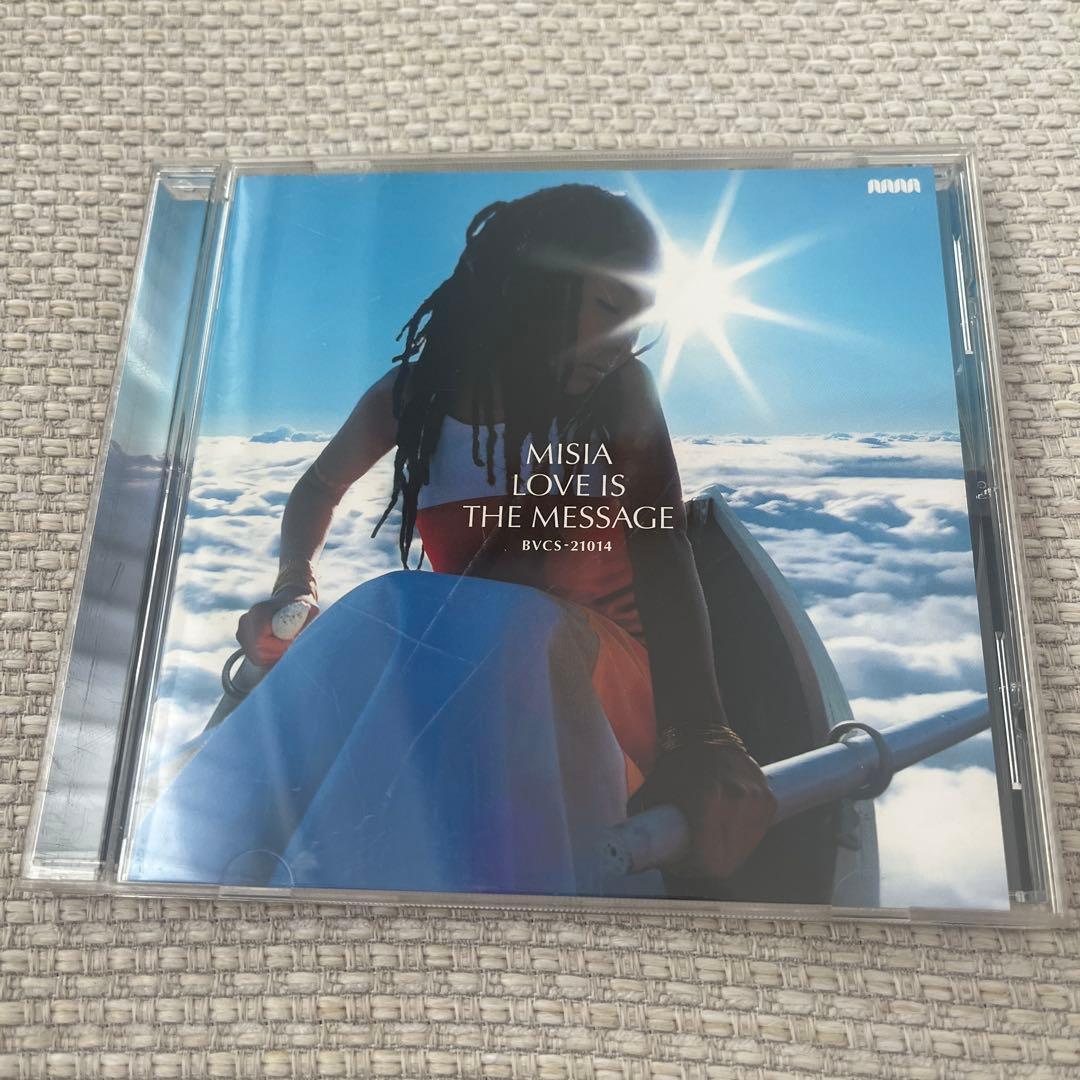 MISIA
LOVE IS
THE MESSAGE
BVCS-21014